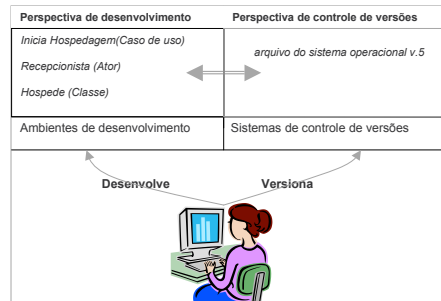 Perspectiva de desenvolvimento
Perspectiva de controle de versões
Inicia Hospedagem(Caso de uso)
Recepcionista (Ator)
Hospede (Classe)
arquivo do sistema operacional v.5
Ambientes de desenvolvimento
Sistemas de controle de versões
Desenvolve
Versiona